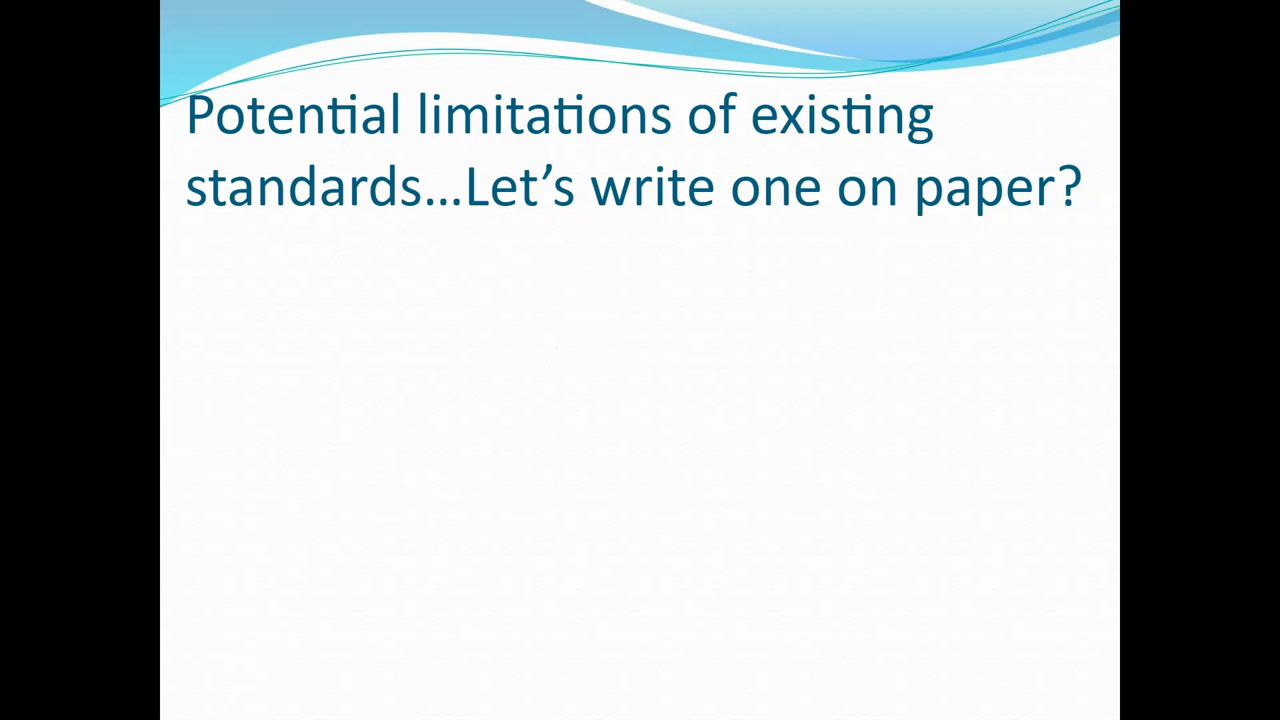 Potential limitations of existing
standards…Let’s write one on paper?